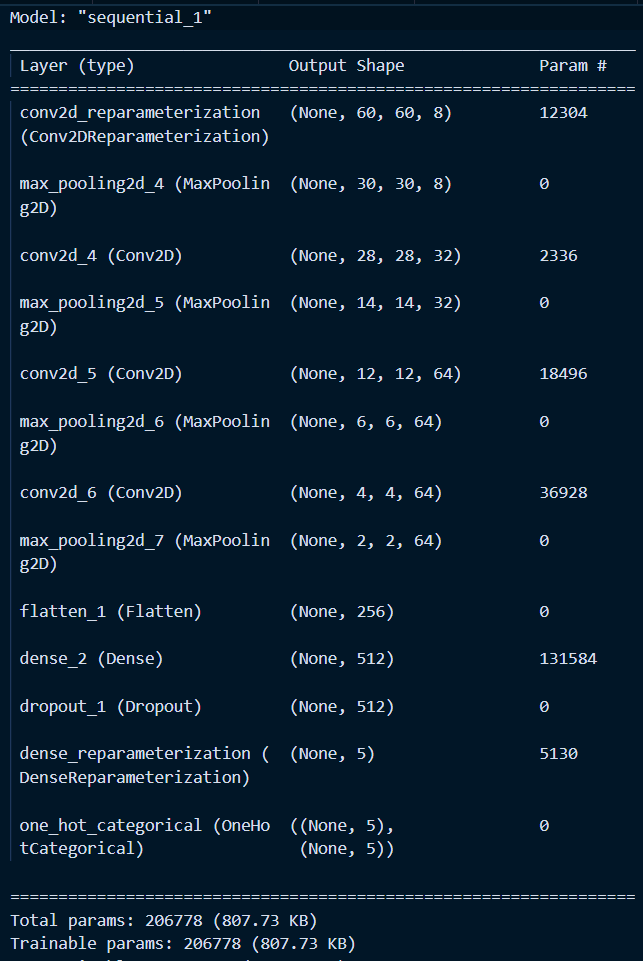 Model: "sequential_1"
Layer (type) Output Shape Param #
=================================================================
conv2d_reparameterization (None, 60, 60, 8) 12304
(Conv2DReparameterization)
max_pooling2d_4 (MaxPoolin (None, 30, 30, 8) 0
g2D)
conv2d_4 (Conv2D) (None, 28, 28, 32) 2336
max_pooling2d_5 (MaxPoolin (None, 14, 14, 32) 0
g2D)
conv2d_5 (Conv2D) (None, 12, 12, 64) 18496
max_pooling2d_6 (MaxPoolin (None, 6, 6, 64) 0
g2D)
conv2d_6 (Conv2D) (None, 4, 4, 64) 36928
max_pooling2d_7 (MaxPoolin (None, 2, 2, 64) 0
g2D)
flatten_1 (Flatten) (None, 256) 0
dense_2 (Dense) (None, 512) 131584
dropout_1 (Dropout) (None, 512) 0
dense_reparameterization ( (None, 5) 5130
DenseReparameterization)
one_hot_categorical (OneHo ((None, 5), 0
tCategorical) (None, 5))
=================================================================
Total params: 206778 (807.73 KB)
Trainable params: 206778 (807.73 KB)